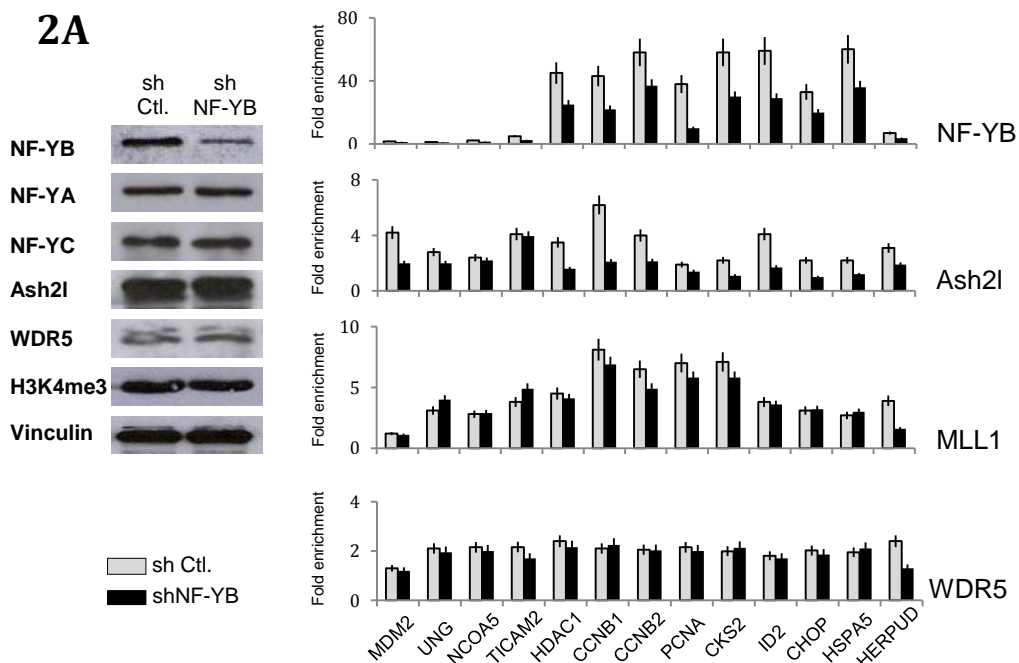 2A
sh Ctl.
sh NF-YB
NF-YB
NF-YA
NF-YC
Ash2l
WDR5
H3K4me3
Vinculin
sh Ctl.
shNF-YB
Fold enrichment
80
40
0
NF-YB
Fold enrichment
8
4
0
Ash2l
Fold enrichment
10
5
0
MLL1
Fold enrichment
4
2
0
WDR5
MDM2
UNG
NCOA5
TICAM2
HDAC1
CCNB1
CCNB2
PCNA
CKS2
ID2
CHOP
HSPA5
HERPUD